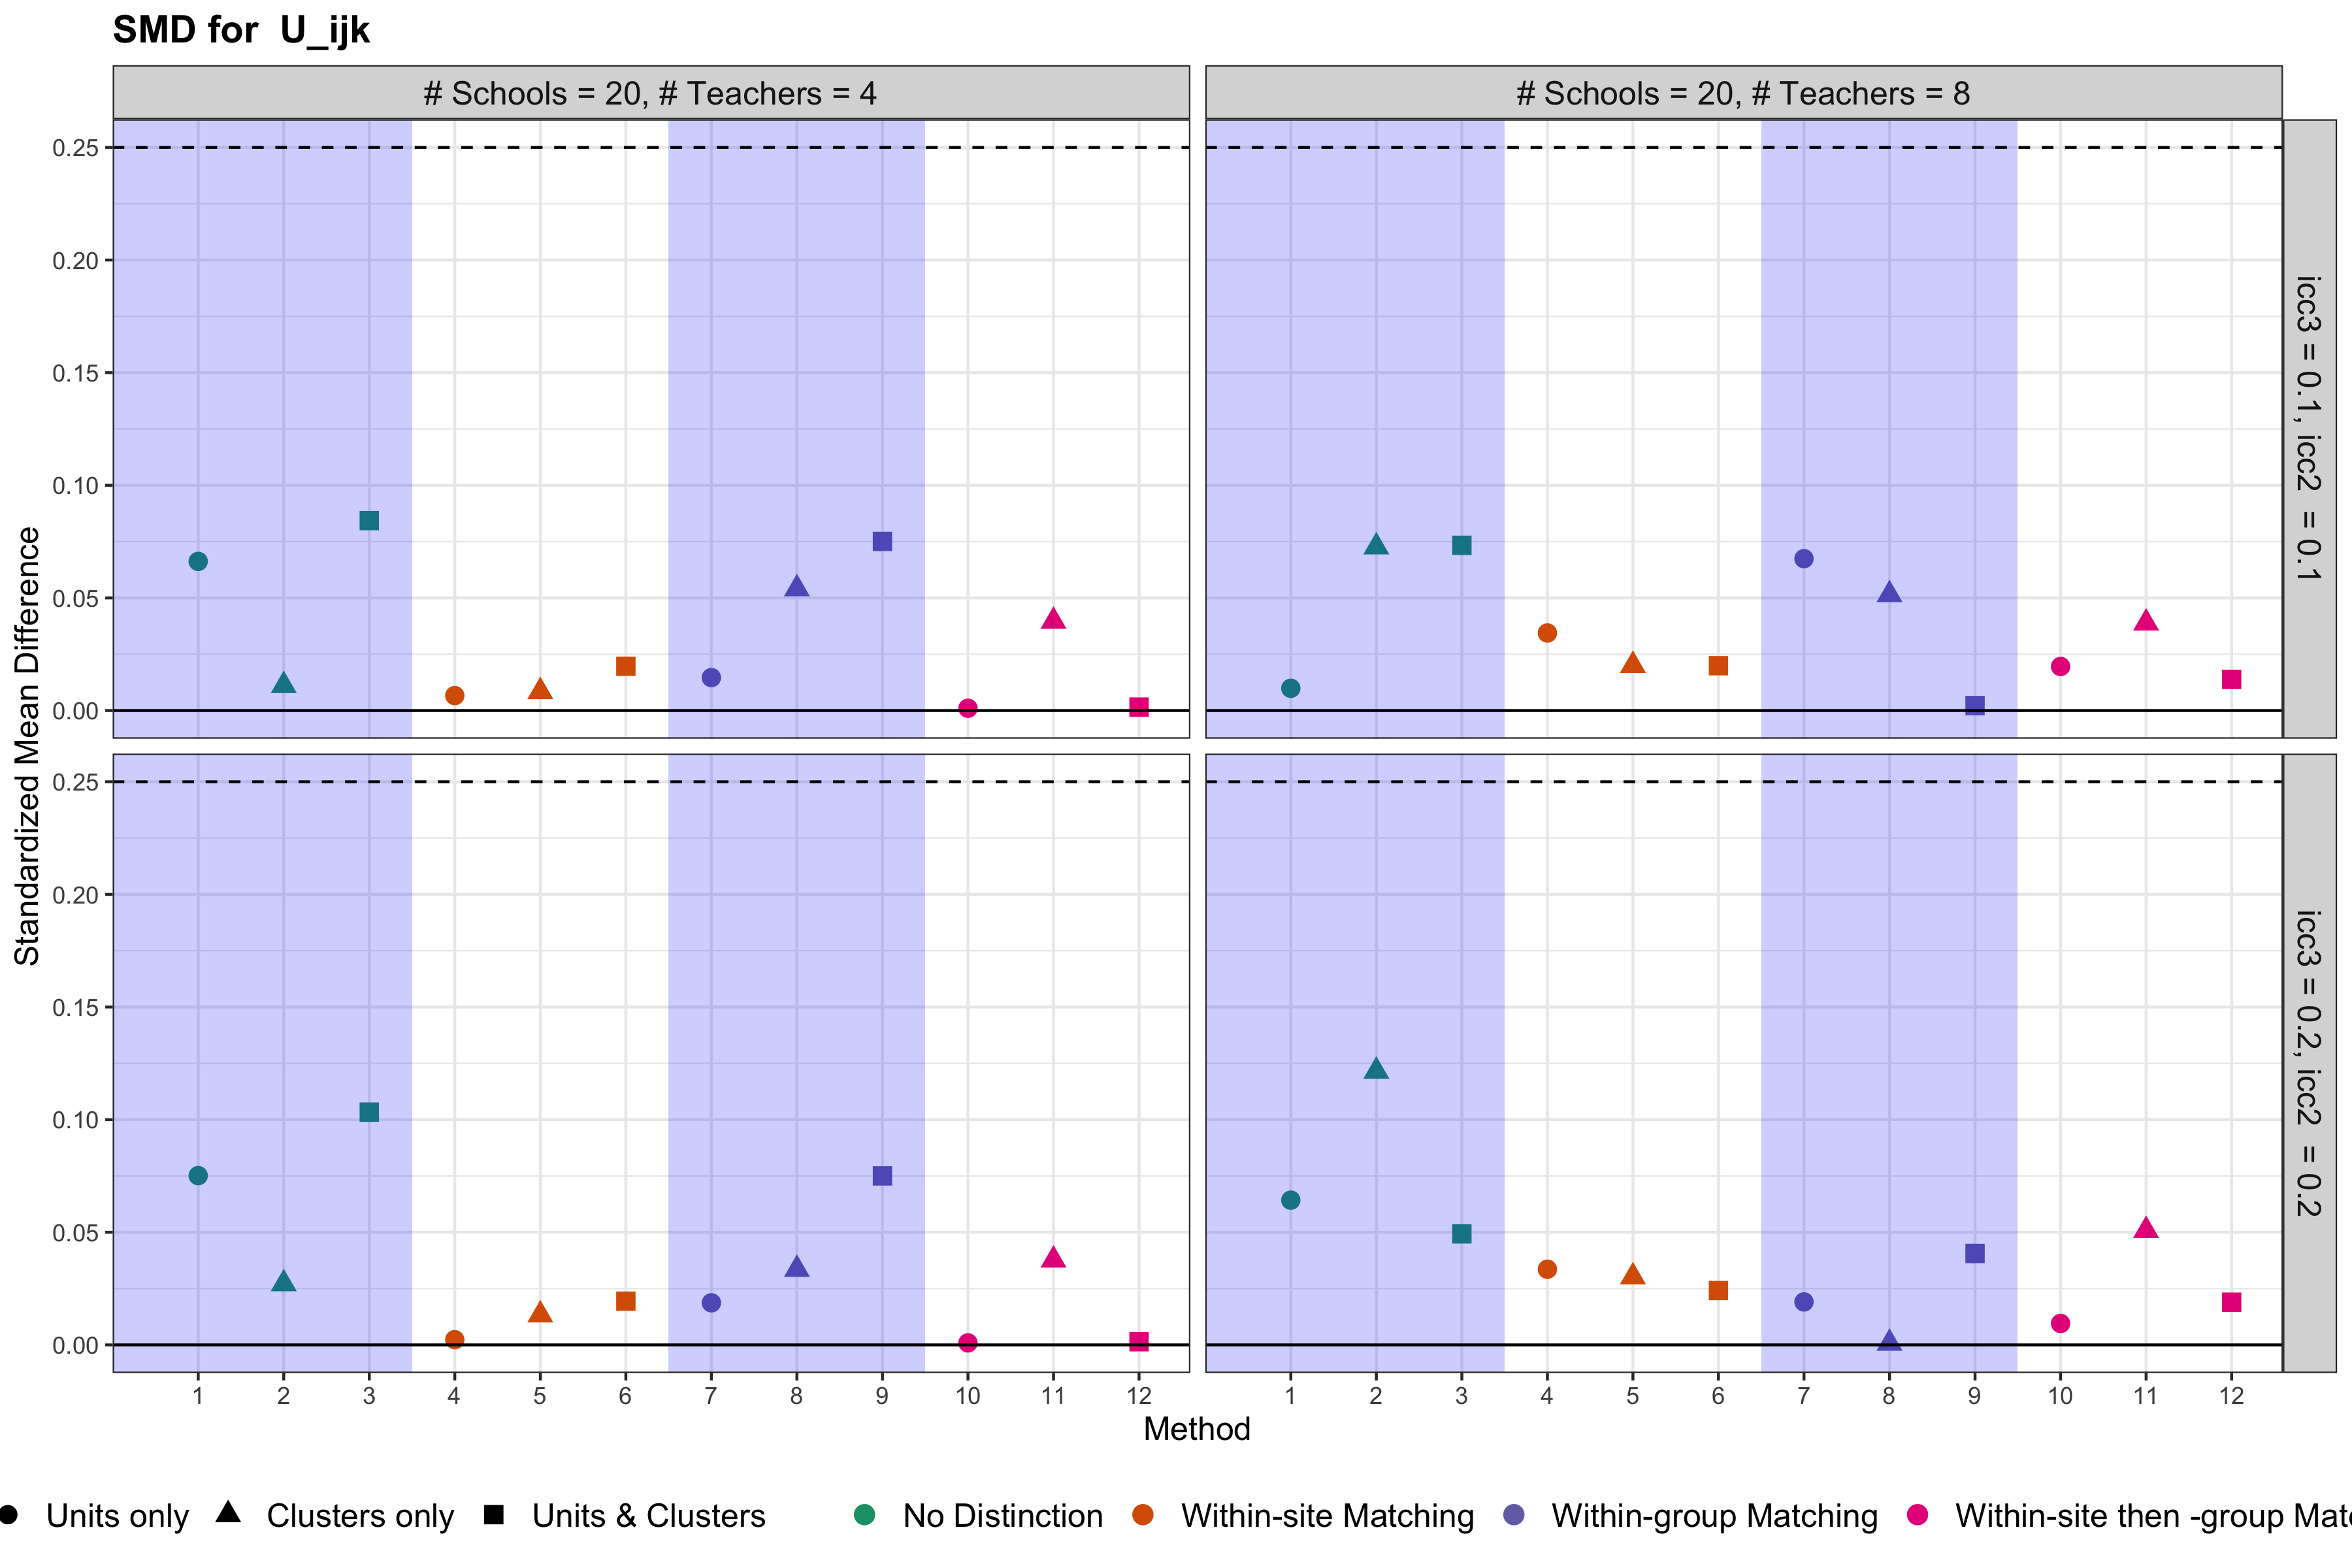 SMD for U_ijk
# Schools = 20, # Teachers = 4
# Schools = 20, # Teachers = 8
0.25
0.20
0.15
0.10
0.05
0.00
icc3 = 0.1, icc2 = 0.1
Standardized Mean Difference
0.25
0.20
0.15
0.10
0.05
0.00
icc3 = 0.2, icc2 = 0.2
1 2 3 4 5 6 7 8 9 10 11 12
1 2 3 4 5 6 7 8 9 10 11 12
Method
Units only Clusters only Units & Clusters No Distinction Within-site Matching Within-group Matching Within-site then -group